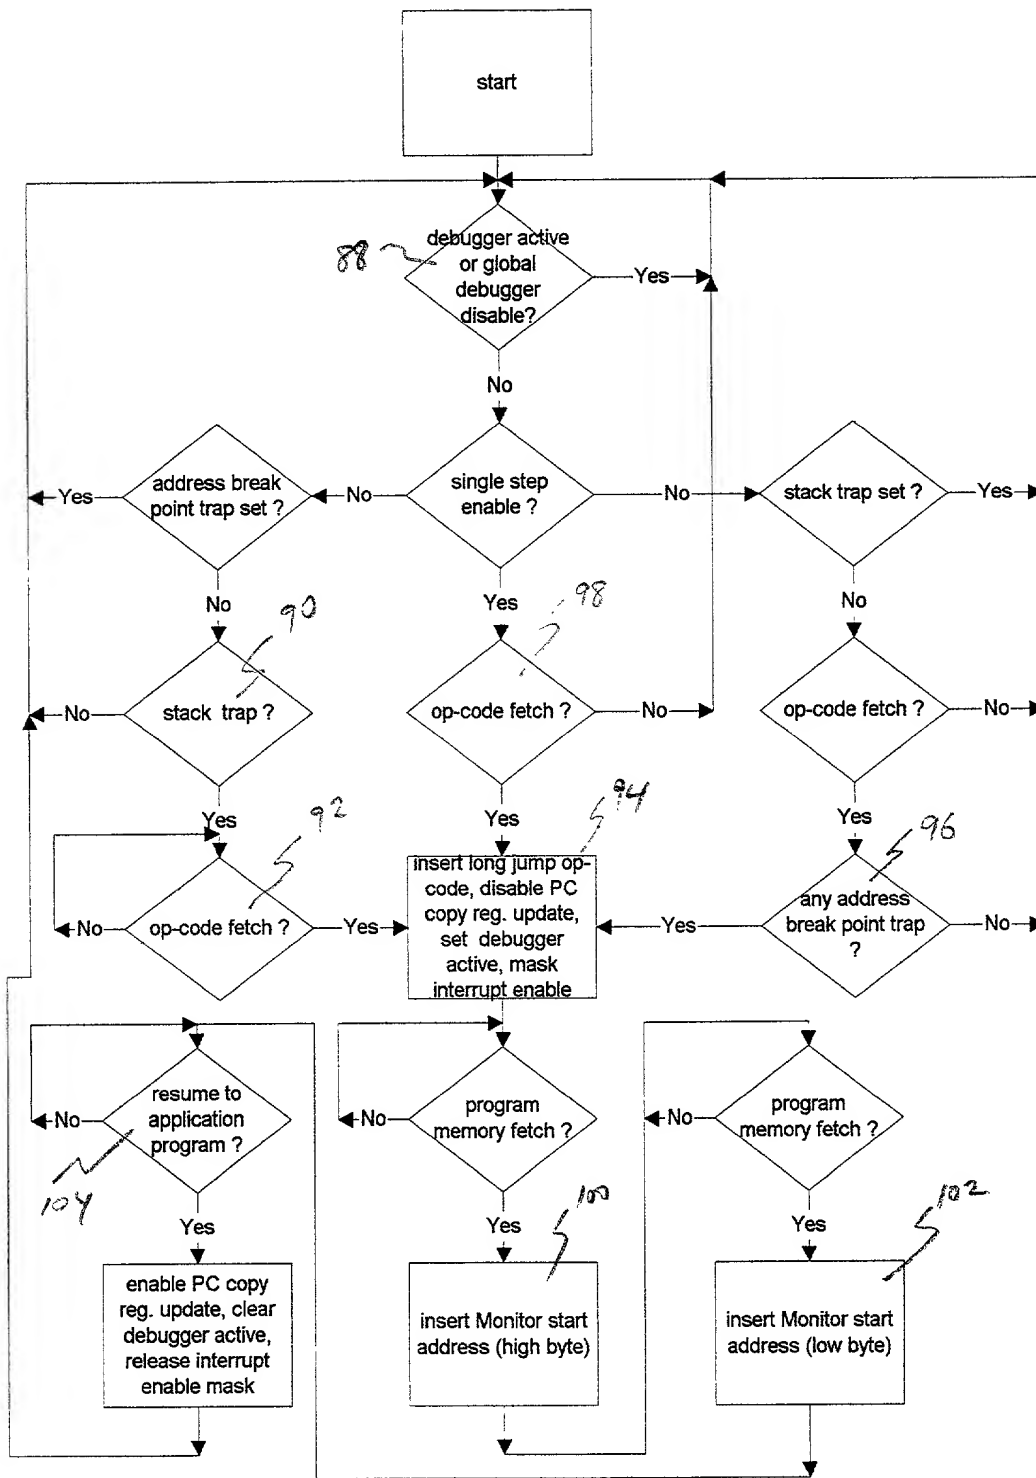 start
88
debugger active
or global
debugger
disable?
Yes
No
Yes
address break
point trap set ?
No
single step
enable ?
No
stack trap set ?
Yes
No
90
Yes
98
No
No
stack trap ?
op-code fetch ?
No
op-code fetch ?
No
Yes
92
Yes
94
Yes
96
No
op-code fetch ?
Yes
insert long jump op-
code, disable PC
copy reg. update,
set debugger
active, mask
interrupt enable
Yes
any address
break point trap
?
No
No
resume to
application
program ?
104
No
program
memory fetch ?
No
program
memory fetch ?
Yes
Yes
100
Yes
102
enable PC copy
reg. update, clear
debugger active,
release interrupt
enable mask
insert Monitor start
address (high byte)
insert Monitor start
address (low byte)